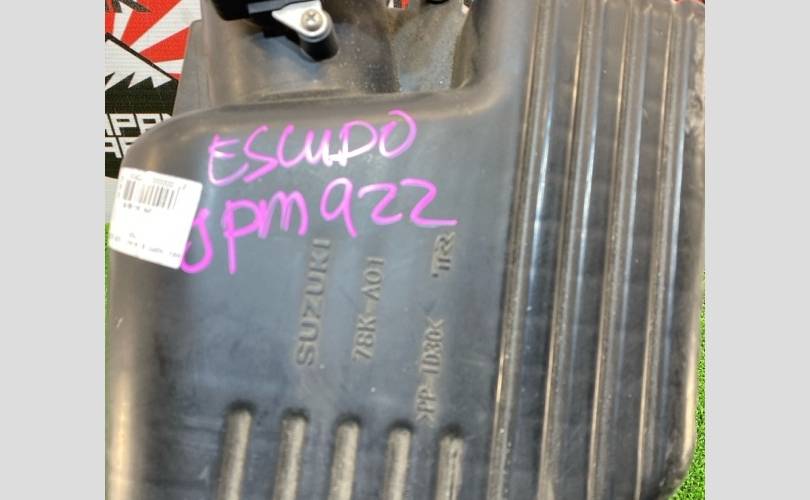 ESCUDO
JPM922
SUZUKI
78K-A01
>PP-TD30<
TR